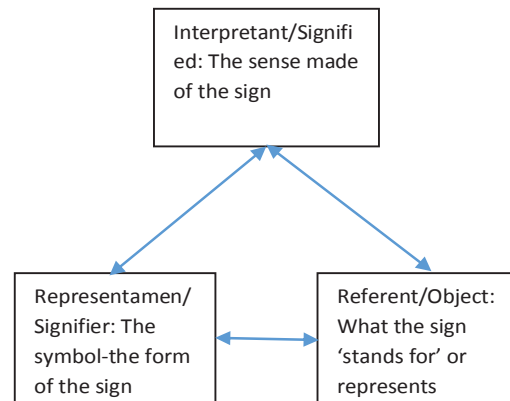 Interpretant/Signifi
ed: The sense made
of the sign
Representamen/
Signifier: The
symbol-the form
of the sign
Referent/Object:
What the sign
‘stands for’ or
represents